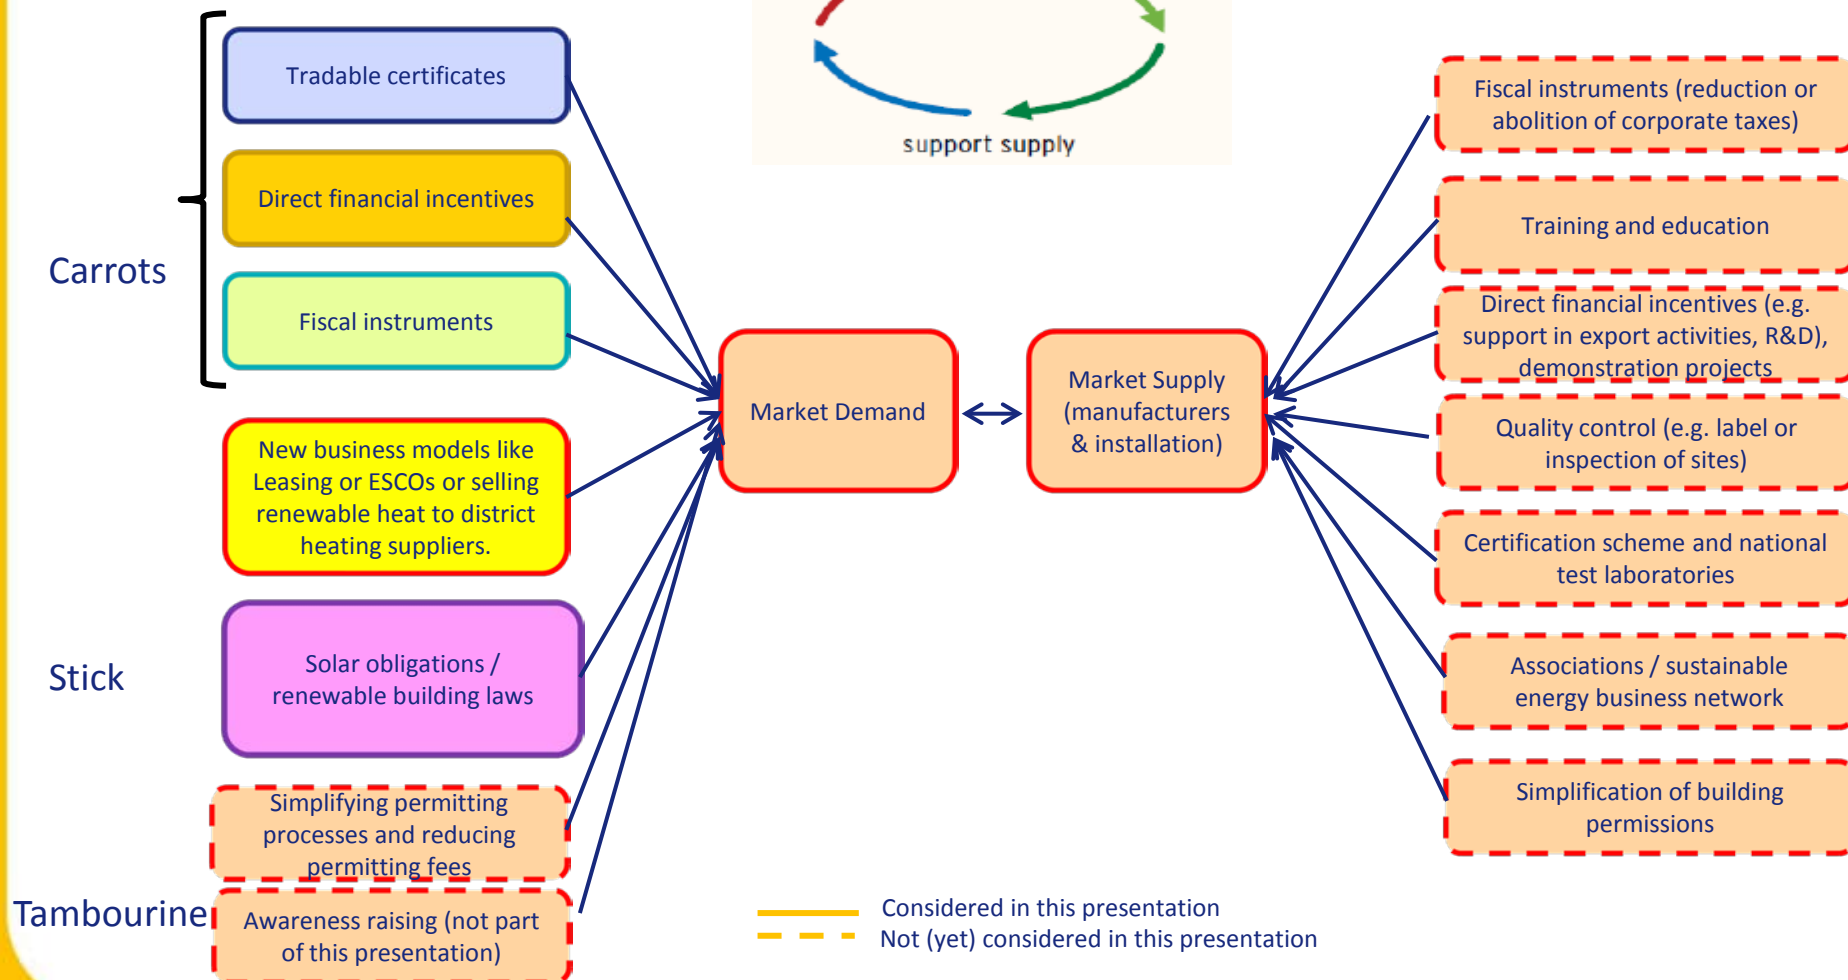 support supply
Carrots
Tradable certificates
Direct financial incentives
Fiscal instruments
New business models like
Leasing or ESCOs or selling
renewable heat to district
heating suppliers.
Stick
Solar obligations /
renewable building laws
Simplifying permitting
processes and reducing
permitting fees
Tambourine
Awareness raising (not part
of this presentation)
Market Demand
Market Supply
(manufacturers
& installation)
Fiscal instruments (reduction or
abolition of corporate taxes)
Training and education
Direct financial incentives (e.g.
support in export activities, R&D),
demonstration projects
Quality control (e.g. label or
inspection of sites)
Certification scheme and national
test laboratories
Associations / sustainable
energy business network
Simplification of building
permissions
Considered in this presentation
Not (yet) considered in this presentation